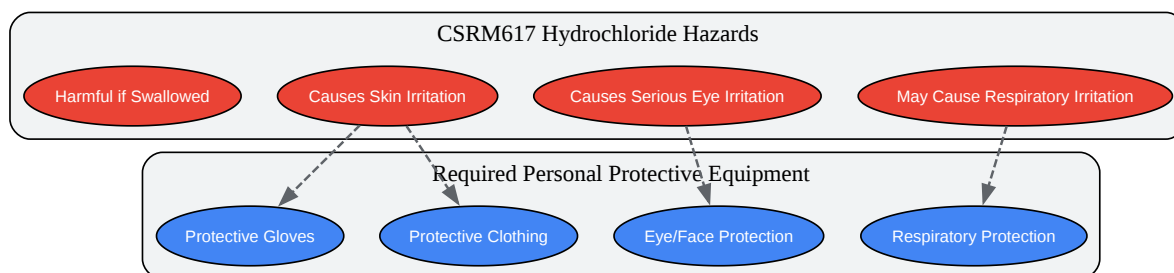 CSRM617 Hydrochloride Hazards
Harmful if Swallowed
Causes Skin Irritation
Causes Serious Eye Irritation
May Cause Respiratory Irritation
Required Personal Protective Equipment
Protective Gloves
Protective Clothing
Eye/Face Protection
Respiratory Protection